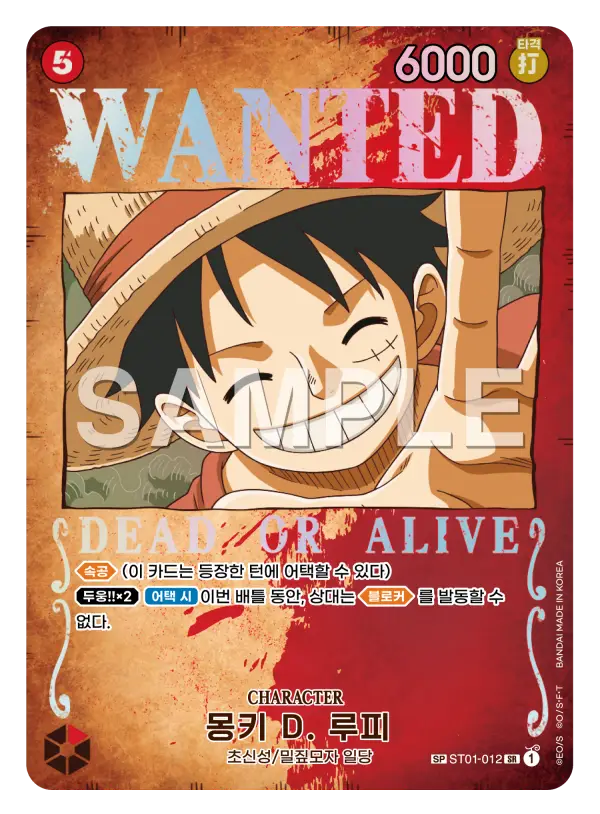 5
6000
타격
打
WANTED
SAMPLE
DEAD OR ALIVE
속공 (이 카드는 등장한 턴에 어택할 수 있다)
두웅!!×2 어택 시 이번 배틀 동안, 상대는 블로커 를 발동할 수
없다.
CHARACTER
몽키 D. 루피
초신성/밀짚모자 일당
SP ST01-012 SR 1
©EO/S ©O/S·F·T BANDAI MADE IN KOREA